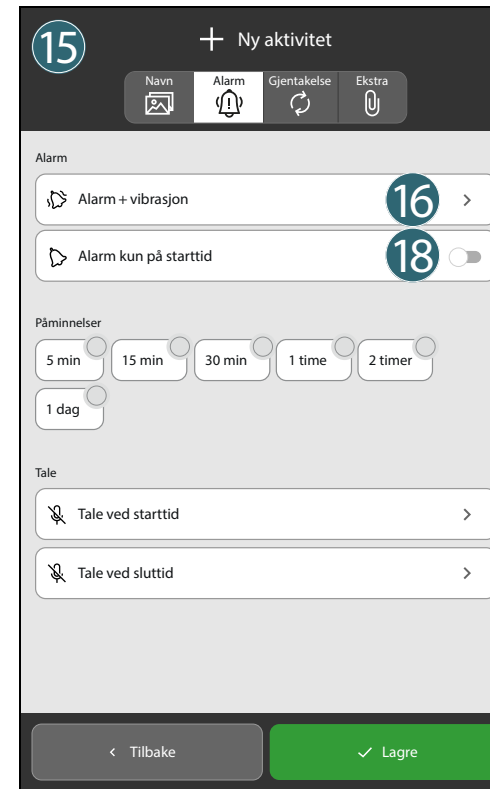 15
Ny aktivitet
Navn Alarm Gjentakelse Ekstra
Alarm
Alarm + vibrasjon 16
Alarm kun på starttid 18
Påminnelser
5 min 15 min 30 min 1 time 2 timer
1 dag
Tale
Tale ved starttid
Tale ved sluttid
Tilbake Lagre